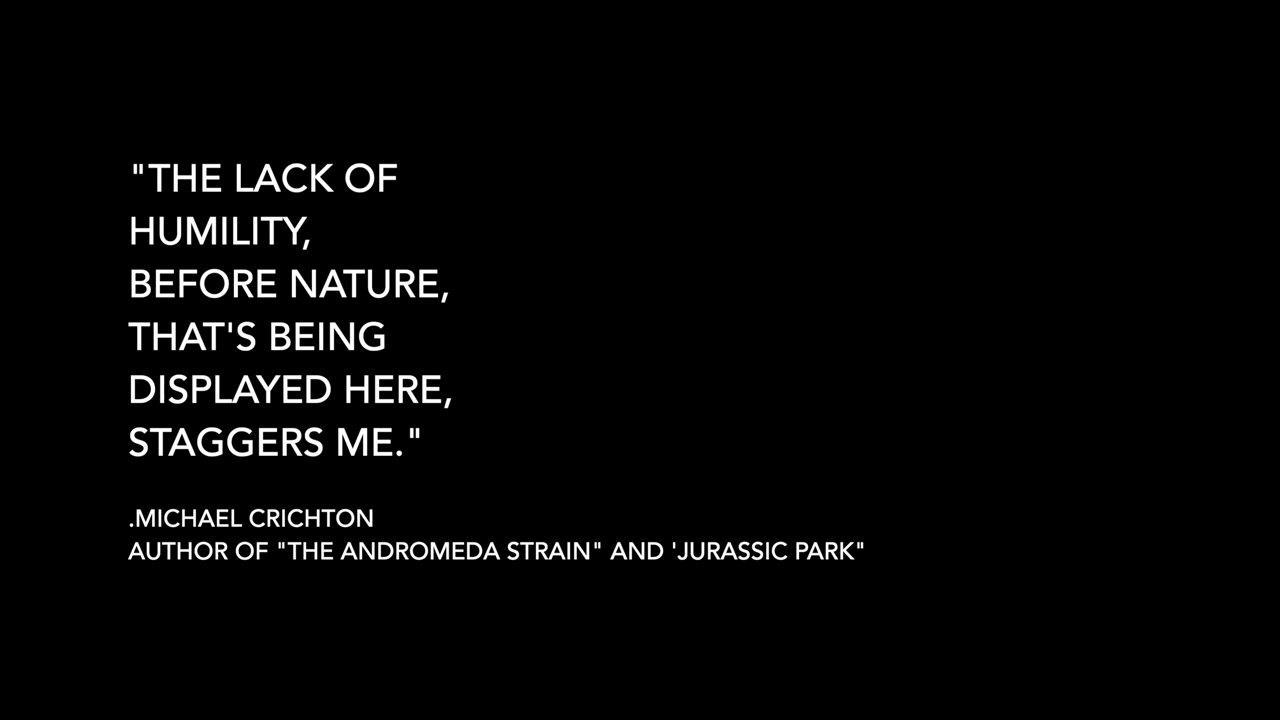 "THE LACK OF
HUMILITY,
BEFORE NATURE,
THAT'S BEING
DISPLAYED HERE,
STAGGERS ME."
.MICHAEL CRICHTON
AUTHOR OF "THE ANDROMEDA STRAIN" AND 'JURASSIC PARK"